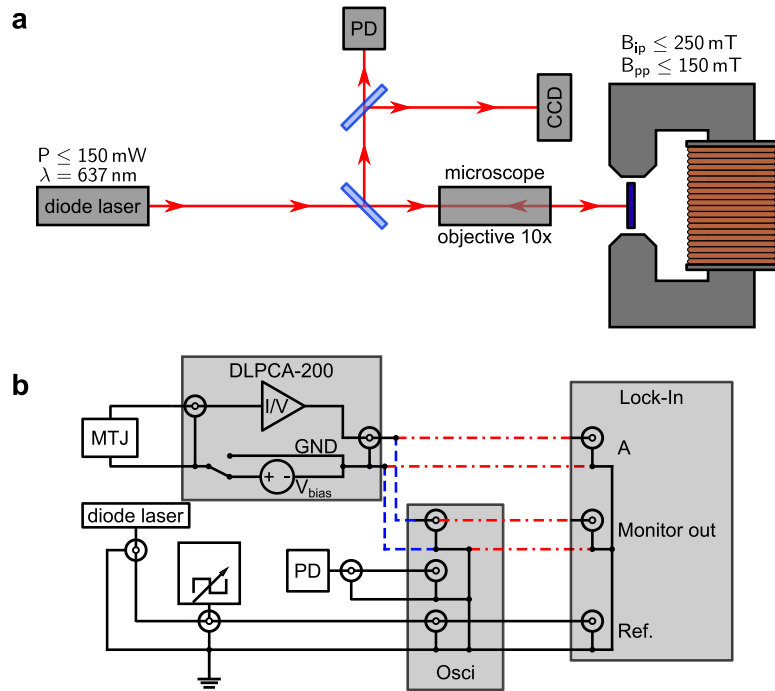 a
PD
CCD
B_ip ≤ 250 mT
B_pp ≤ 150 mT
P ≤ 150 mW
λ = 637 nm
diode laser
microscope
objective 10x
b
DLPCA-200
Lock-In
I/V
MTJ
GND
A
+ -
V_bias
diode laser
Monitor out
PD
Ref.
Osci